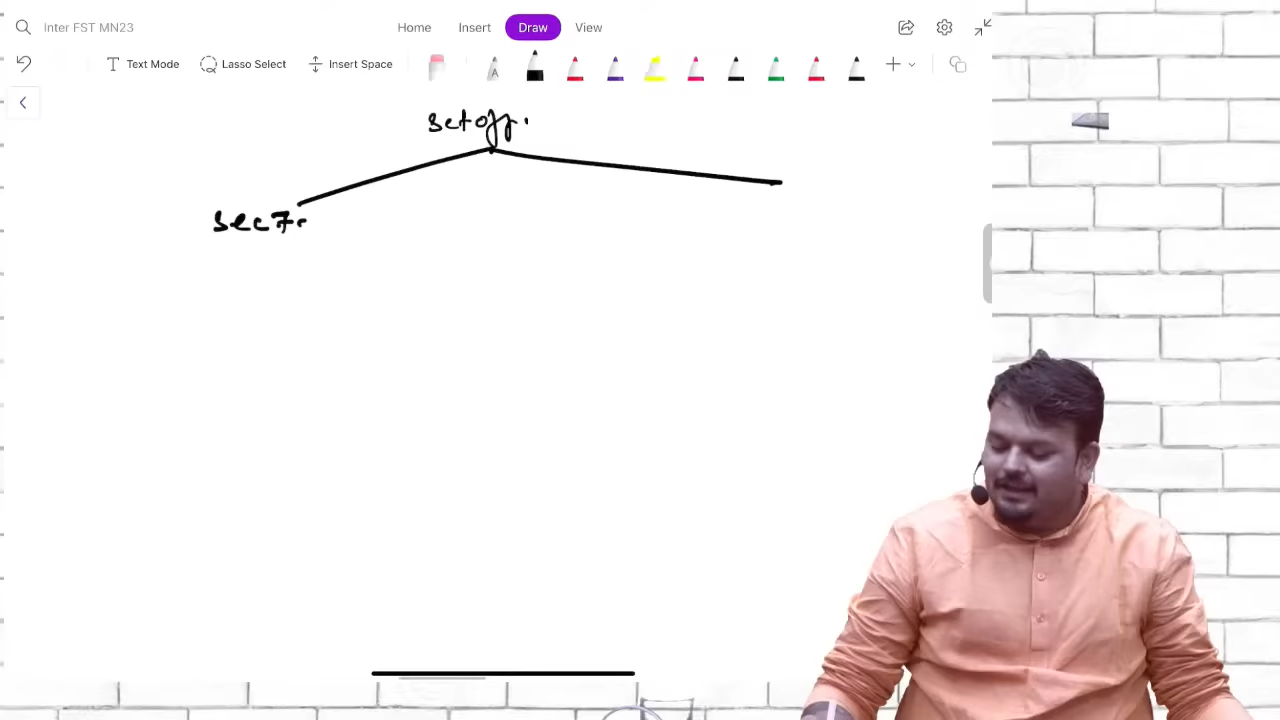 Inter FST MN23
Home Insert Draw View
Text Mode Lasso Select Insert Space
A
set off.
sec 7